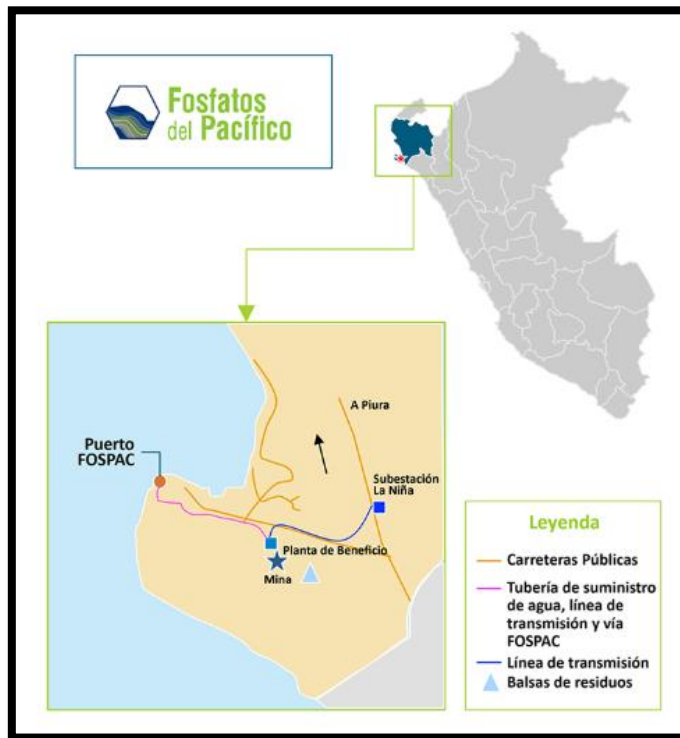 Fosfatos
del Pacífico
A Piura
Puerto
FOSPAC
Subestación
La Niña
Planta de Beneficio
Mina
Leyenda
Carreteras Públicas
Tubería de suministro
de agua, línea de
transmisión y vía
FOSPAC
Línea de transmisión
Balsas de residuos